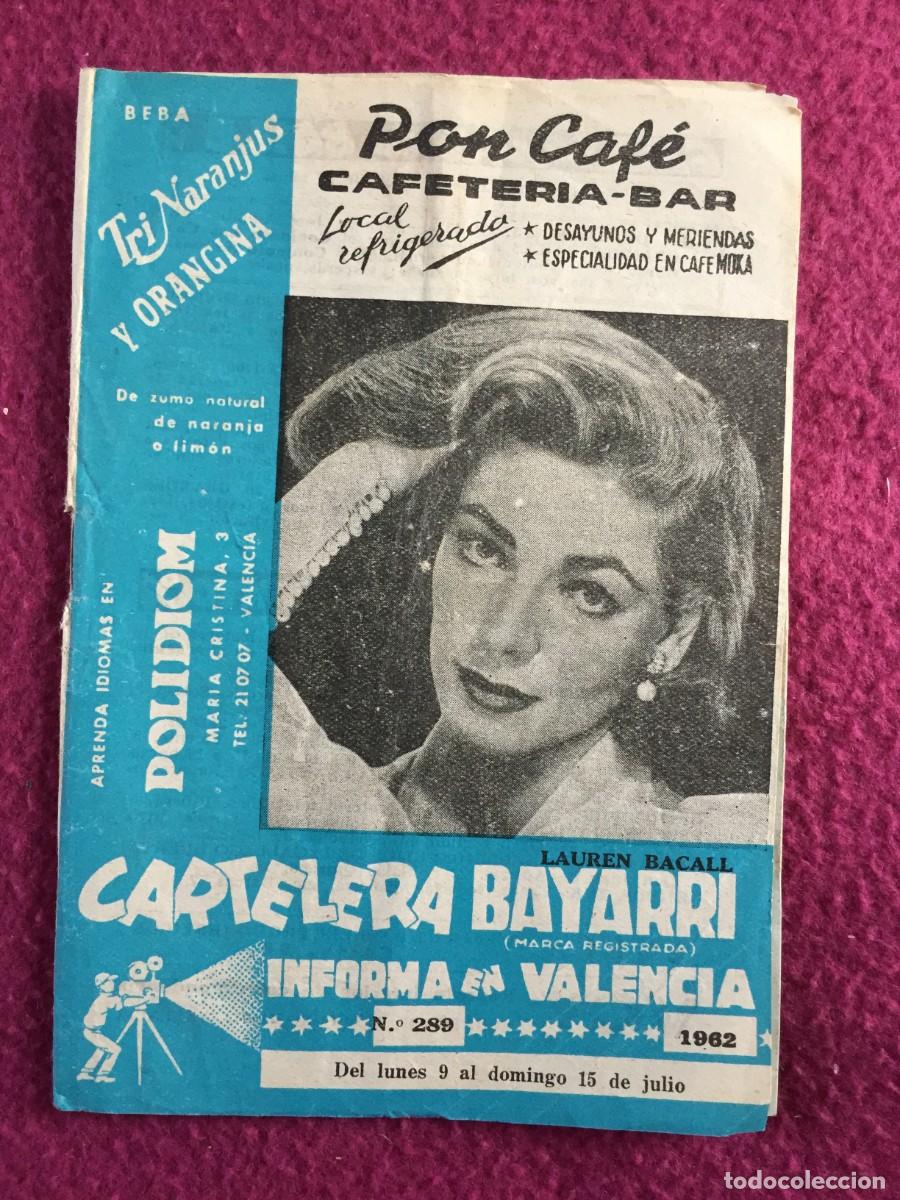 BEBA
Tri Naranjus
Y ORANGINA
De zumo natural
de naranja
o limón
APRENDA IDIOMAS EN
POLIDIOM
MARIA CRISTINA, 3
TEL. 21 07 07 - VALENCIA
Pon Café
CAFETERIA-BAR
Local
refrigerado
★ DESAYUNOS Y MERIENDAS
★ ESPECIALIDAD EN CAFE MOKA
LAUREN BACALL
CARTELERA BAYARRI
(MARCA REGISTRADA)
INFORMA EN VALENCIA
N.º 289
1962
Del lunes 9 al domingo 15 de julio
todocoleccion